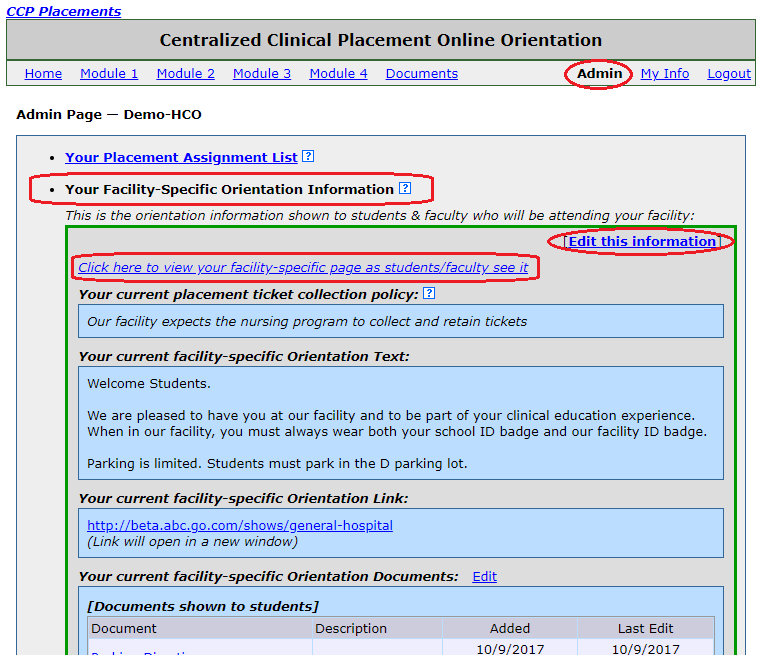 CCP Placements
Centralized Clinical Placement Online Orientation
Home Module 1 Module 2 Module 3 Module 4 Documents Admin My Info Logout
Admin Page — Demo-HCO
• Your Placement Assignment List ?
• Your Facility-Specific Orientation Information ?
This is the orientation information shown to students & faculty who will be attending your facility:
[Edit this information]
Click here to view your facility-specific page as students/faculty see it
Your current placement ticket collection policy: ?
Our facility expects the nursing program to collect and retain tickets
Your current facility-specific Orientation Text:
Welcome Students.
We are pleased to have you at our facility and to be part of your clinical education experience.
When in our facility, you must always wear both your school ID badge and our facility ID badge.
Parking is limited. Students must park in the D parking lot.
Your current facility-specific Orientation Link:
http://beta.abc.go.com/shows/general-hospital
(Link will open in a new window)
Your current facility-specific Orientation Documents: Edit
[Documents shown to students]
Document Description Added Last Edit
10/9/2017 10/9/2017